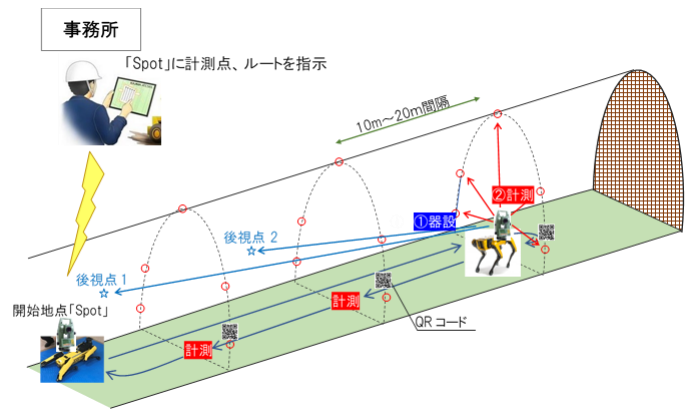 事務所
「Spot」に計測点、ルートを指示
10m～20m間隔
②計測
①器設
後視点 2
後視点 1
開始地点「Spot」
計測
計測
QRコード